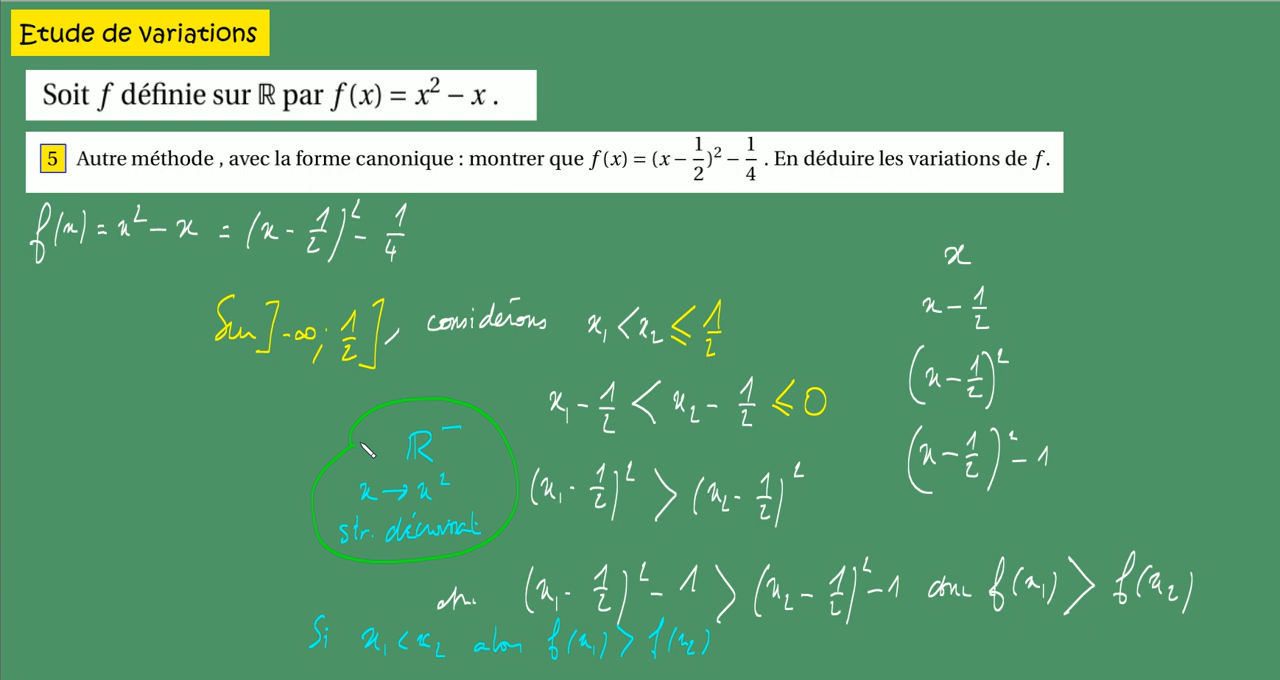 Etude de variations
Soit f définie sur ℝ par f(x) = x² − x .
5 Autre méthode , avec la forme canonique : montrer que f(x) = (x − 1/2)² − 1/4 . En déduire les variations de f.
f(x) = x² − x = (x − 1/2)² − 1/4
x
x − 1/2
(x − 1/2)²
(x − 1/2)² − 1
Sur ]−∞; 1/2], considérons x₁ < x₂ ≤ 1/2
x₁ − 1/2 < x₂ − 1/2 ≤ 0
ℝ⁻
x → x²
str. décroissant
(x₁ − 1/2)² > (x₂ − 1/2)²
(x₁ − 1/2)² − 1 > (x₂ − 1/2)² − 1 donc f(x₁) > f(x₂)
Si x₁ < x₂ alors f(x₁) > f(x₂)